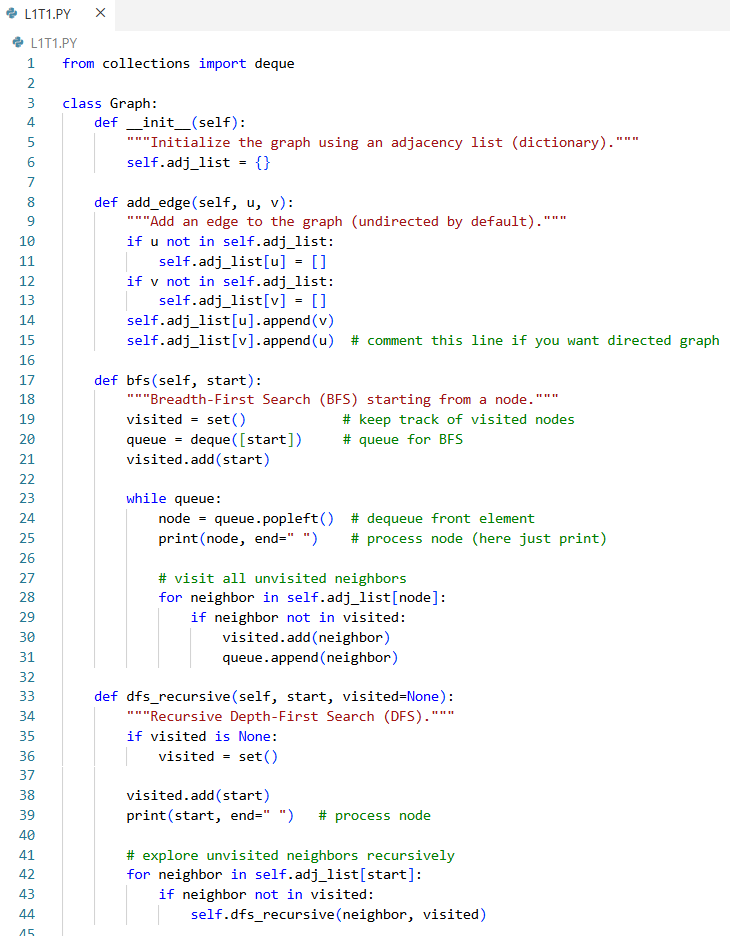 L1T1.PY ×
L1T1.PY
1 from collections import deque
2
3 class Graph:
4     def __init__(self):
5         """Initialize the graph using an adjacency list (dictionary)."""
6         self.adj_list = {}
7
8     def add_edge(self, u, v):
9         """Add an edge to the graph (undirected by default)."""
10         if u not in self.adj_list:
11             self.adj_list[u] = []
12         if v not in self.adj_list:
13             self.adj_list[v] = []
14         self.adj_list[u].append(v)
15         self.adj_list[v].append(u)  # comment this line if you want directed graph
16
17     def bfs(self, start):
18         """Breadth-First Search (BFS) starting from a node."""
19         visited = set()            # keep track of visited nodes
20         queue = deque([start])     # queue for BFS
21         visited.add(start)
22
23         while queue:
24             node = queue.popleft()  # dequeue front element
25             print(node, end=" ")    # process node (here just print)
26
27             # visit all unvisited neighbors
28             for neighbor in self.adj_list[node]:
29                 if neighbor not in visited:
30                     visited.add(neighbor)
31                     queue.append(neighbor)
32
33     def dfs_recursive(self, start, visited=None):
34         """Recursive Depth-First Search (DFS)."""
35         if visited is None:
36             visited = set()
37
38         visited.add(start)
39         print(start, end=" ")   # process node
40
41         # explore unvisited neighbors recursively
42         for neighbor in self.adj_list[start]:
43             if neighbor not in visited:
44                 self.dfs_recursive(neighbor, visited)
45